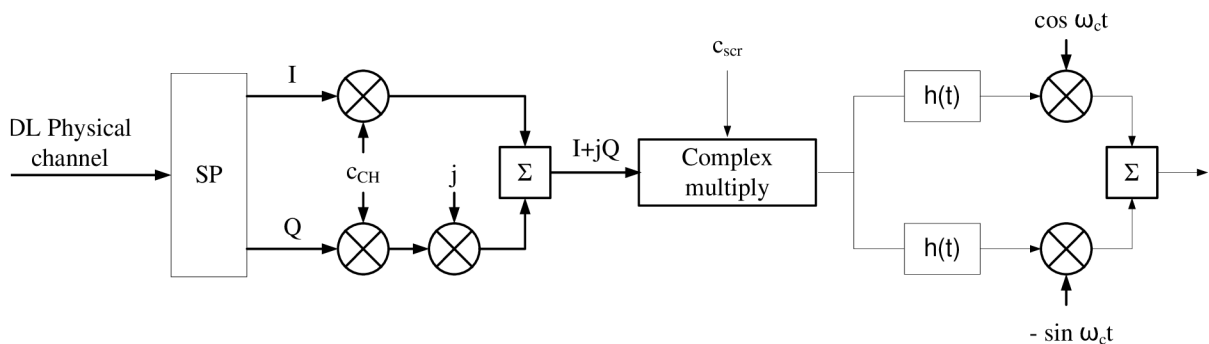 cos ω_ct
c_scr
I
DL Physical
channel
SP
c_CH
j
Σ
I+jQ
Complex
multiply
h(t)
Σ
Q
h(t)
- sin ω_ct